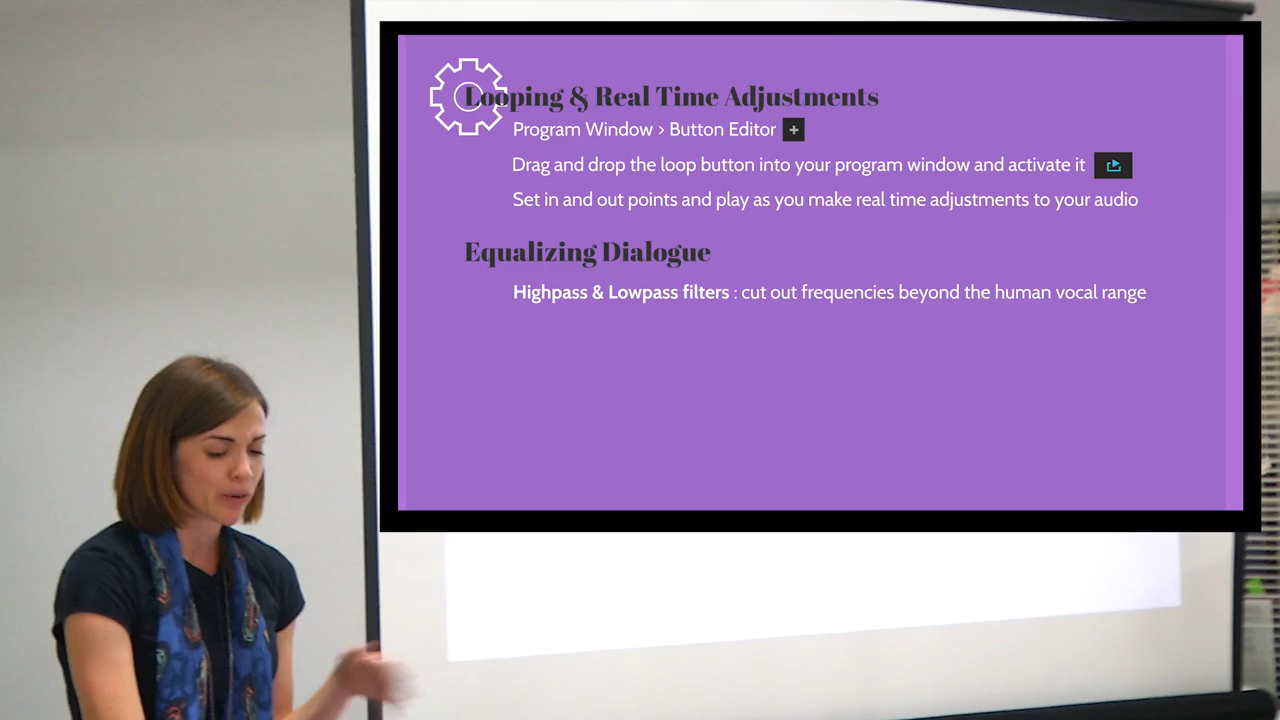 Looping & Real Time Adjustments
Program Window > Button Editor
Drag and drop the loop button into your program window and activate it
Set in and out points and play as you make real time adjustments to your audio
Equalizing Dialogue
Highpass & Lowpass filters : cut out frequencies beyond the human vocal range